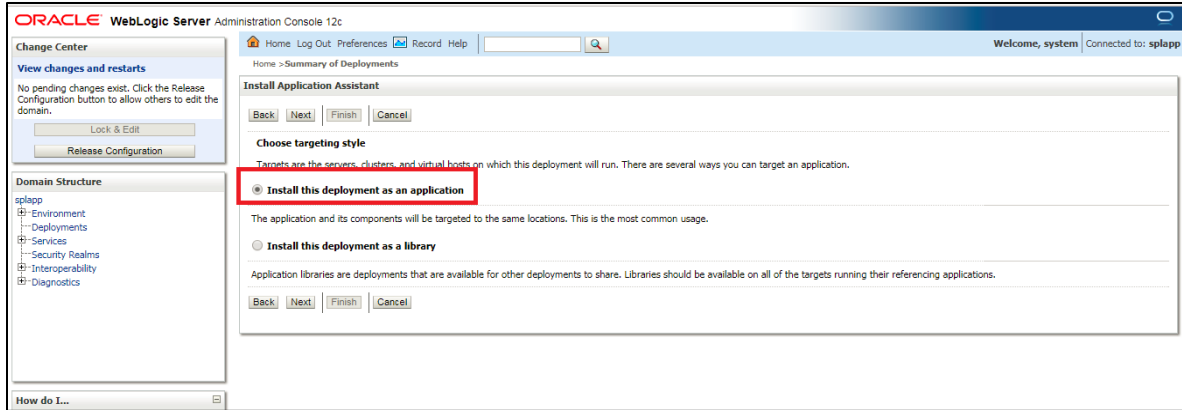 ORACLE WebLogic Server Administration Console 12c
Change Center
View changes and restarts
No pending changes exist. Click the Release
Configuration button to allow others to edit the
domain.
Lock & Edit
Release Configuration
Domain Structure
splapp
Environment
Deployments
Services
Security Realms
Interoperability
Diagnostics
How do I...
Home Log Out Preferences Record Help
Welcome, system Connected to: splapp
Home >Summary of Deployments
Install Application Assistant
Back Next Finish Cancel
Choose targeting style
Targets are the servers, clusters, and virtual hosts on which this deployment will run. There are several ways you can target an application.
Install this deployment as an application
The application and its components will be targeted to the same locations. This is the most common usage.
Install this deployment as a library
Application libraries are deployments that are available for other deployments to share. Libraries should be available on all of the targets running their referencing applications.
Back Next Finish Cancel